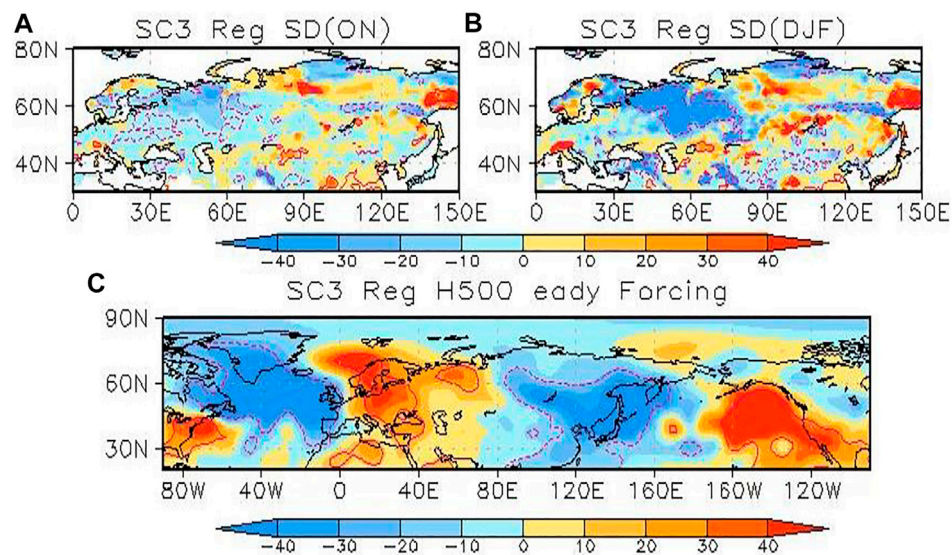 A
SC3 Reg SD(ON)
80N
60N
40N
0 30E 60E 90E 120E 150E
B
SC3 Reg SD(DJF)
80N
60N
40N
0 30E 60E 90E 120E 150E
-40 -30 -20 -10 0 10 20 30 40
C
SC3 Reg H500 eady Forcing
90N
60N
30N
80W 40W 0 40E 80E 120E 160E 160W 120W
-40 -30 -20 -10 0 10 20 30 40